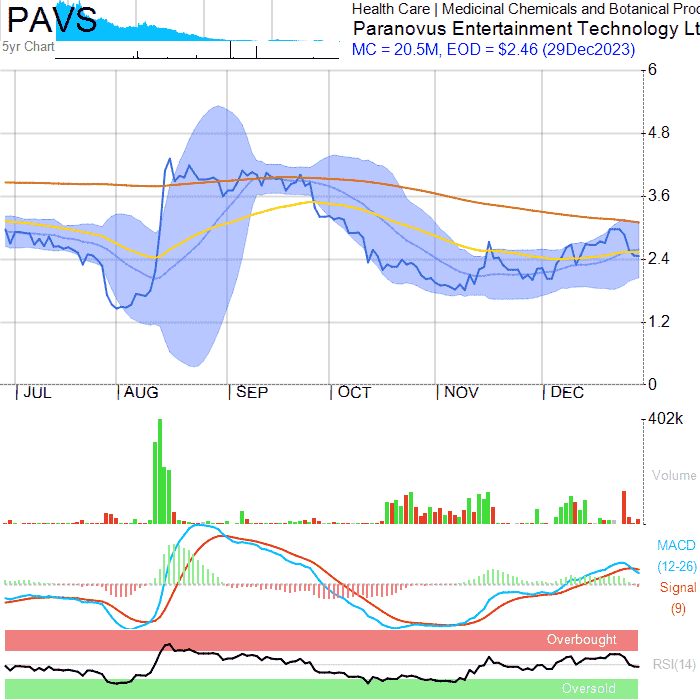 PAVS
5yr Chart
Health Care | Medicinal Chemicals and Botanical Proc
Paranovus Entertainment Technology Lt
MC = 20.5M, EOD = $2.46 (29Dec2023)
6
4.8
3.6
2.4
1.2
0
JUL AUG SEP OCT NOV DEC
402k
Volume
MACD
(12-26)
Signal
(9)
Overbought
RSI(14)
Oversold